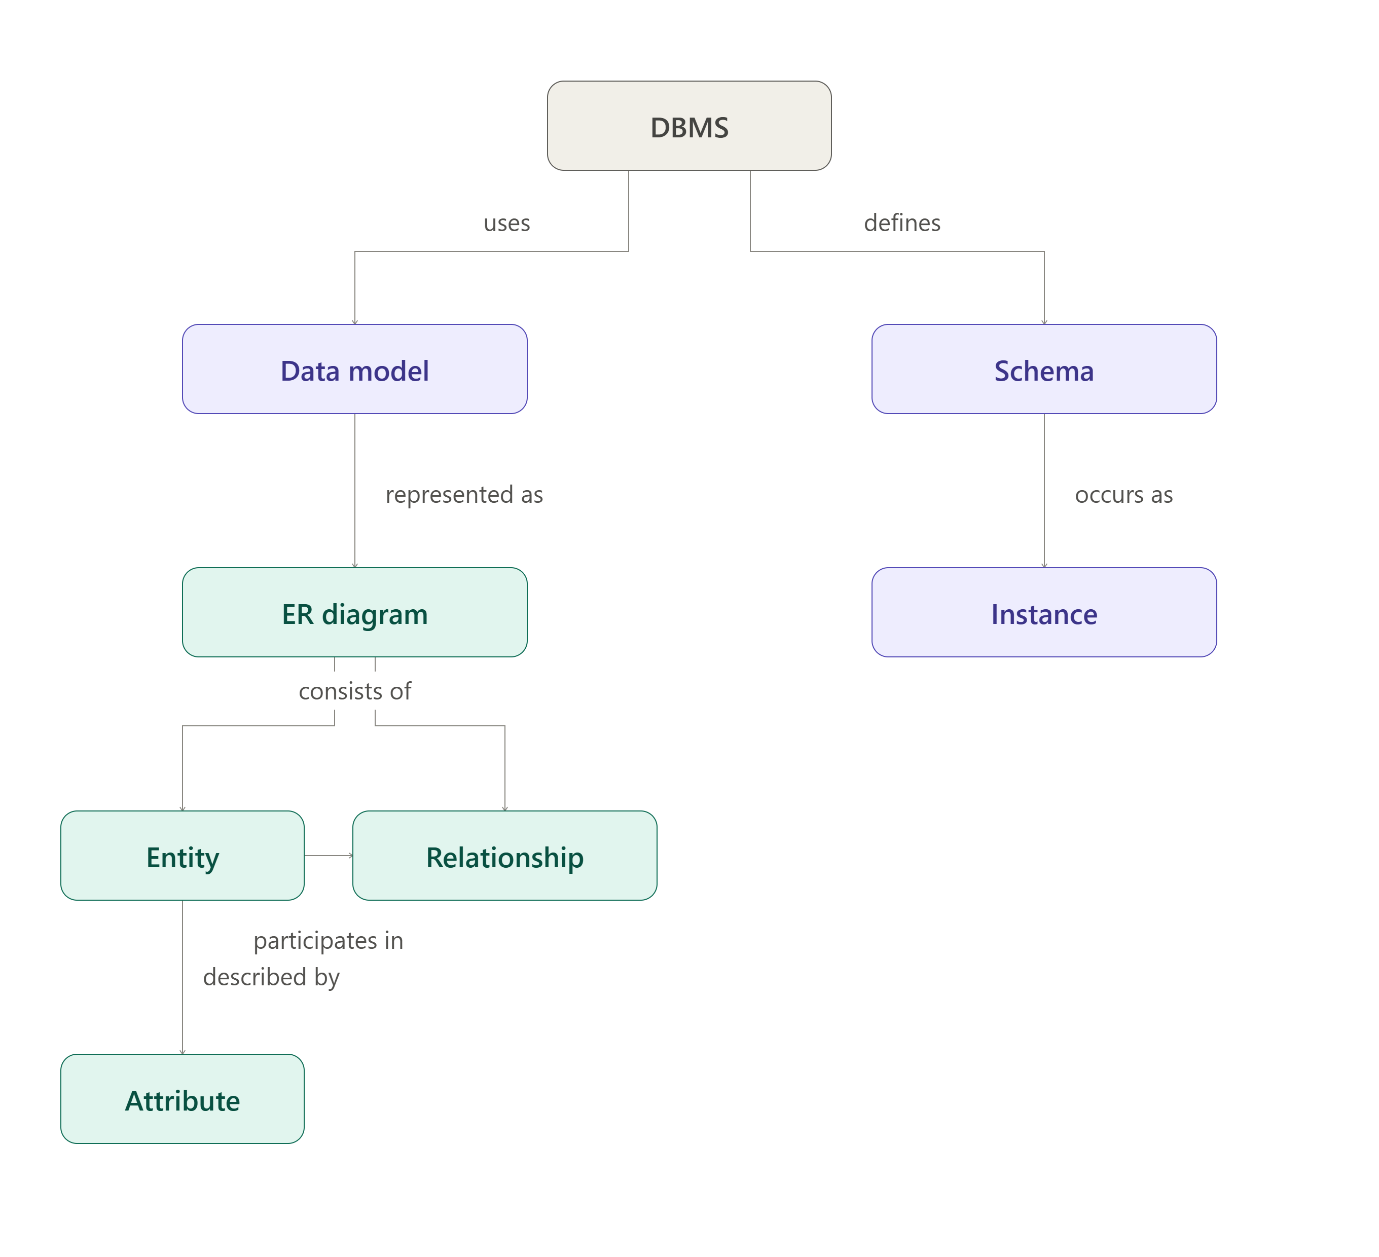 DBMS
uses
defines
Data model
Schema
represented as
occurs as
ER diagram
Instance
consists of
Entity
Relationship
participates in
described by
Attribute